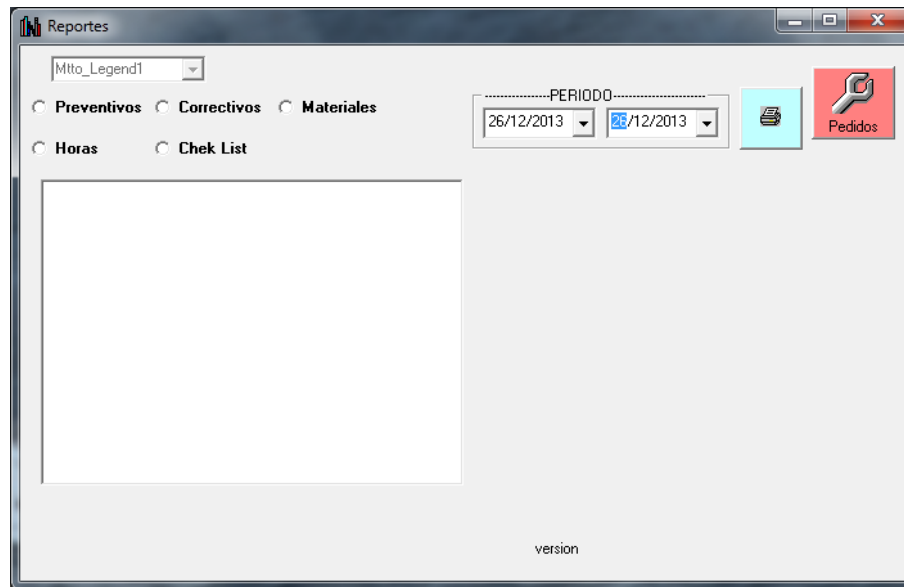 Reportes
Mtto_Legend1
Preventivos Correctivos Materiales
Horas Chek List
PERIODO
26/12/2013 26/12/2013
Pedidos
version